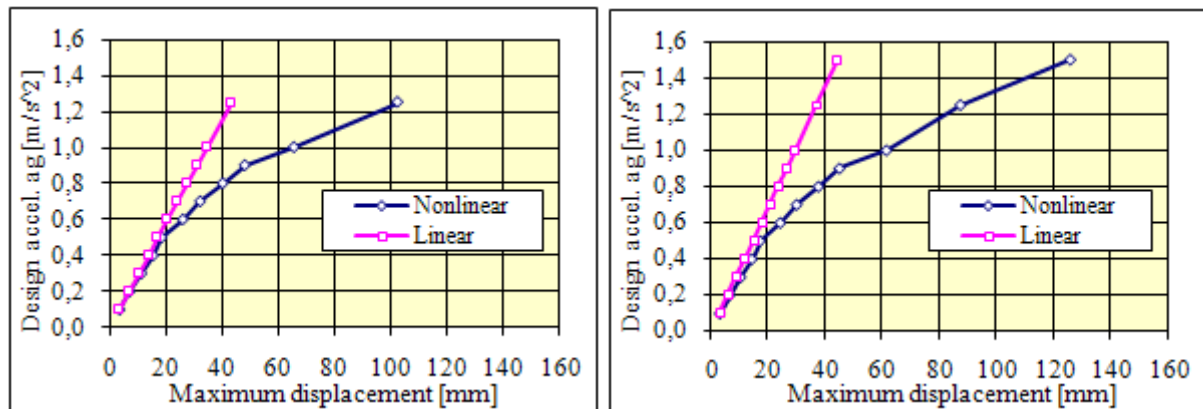 1,6
1,4
1,2
1,0
0,8
0,6
0,4
0,2
0,0
Design accel. ag [m / s^2]
0 20 40 60 80 100 120 140 160
Maximum displacement [mm]
Nonlinear
Linear
1,6
1,4
1,2
1,0
0,8
0,6
0,4
0,2
0,0
Design accel. ag [m / s^2]
0 20 40 60 80 100 120 140 160
Maximum displacement [mm]
Nonlinear
Linear